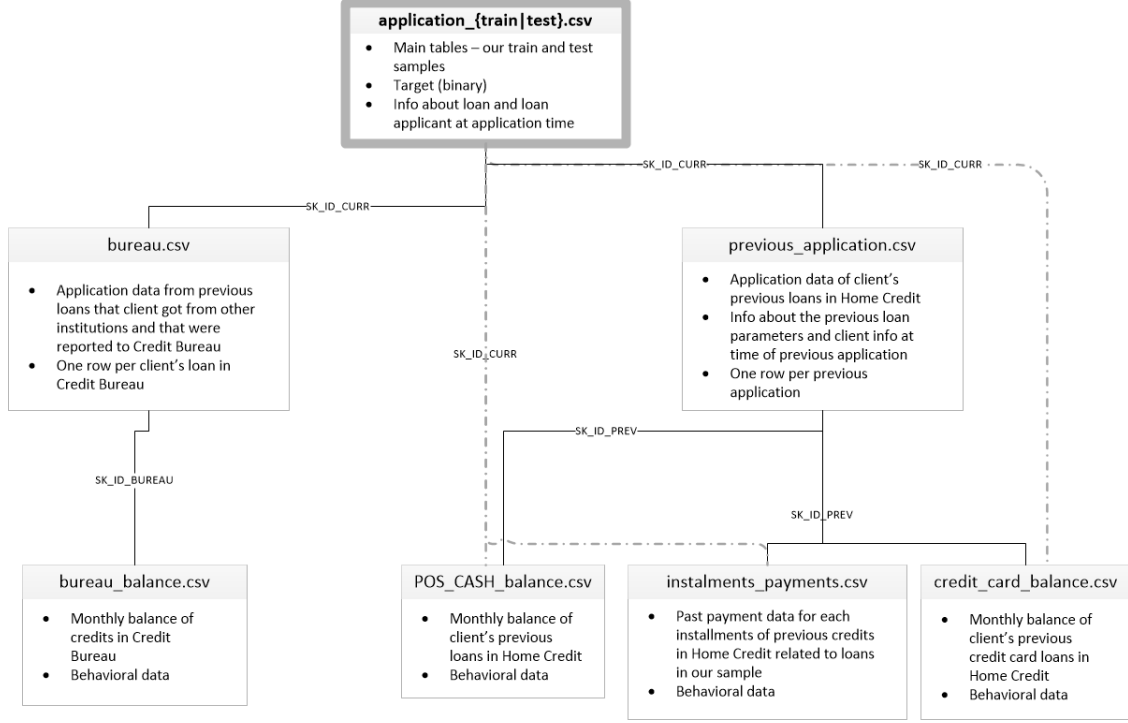 application_{train|test}.csv
• Main tables – our train and test
samples
• Target (binary)
• Info about loan and loan
applicant at application time
SK_ID_CURR
SK_ID_CURR
SK_ID_CURR
bureau.csv
• Application data from previous
loans that client got from other
institutions and that were
reported to Credit Bureau
• One row per client's loan in
Credit Bureau
previous_application.csv
• Application data of client's
previous loans in Home Credit
• Info about the previous loan
parameters and client info at
time of previous application
• One row per previous
application
SK_ID_CURR
SK_ID_PREV
SK_ID_BUREAU
SK_ID_PREV
bureau_balance.csv
• Monthly balance of
credits in Credit
Bureau
• Behavioral data
POS_CASH_balance.csv
• Monthly balance of
client's previous
loans in Home Credit
• Behavioral data
instalments_payments.csv
• Past payment data for each
installments of previous credits
in Home Credit related to loans
in our sample
• Behavioral data
credit_card_balance.csv
• Monthly balance of
client's previous
credit card loans in
Home Credit
• Behavioral data